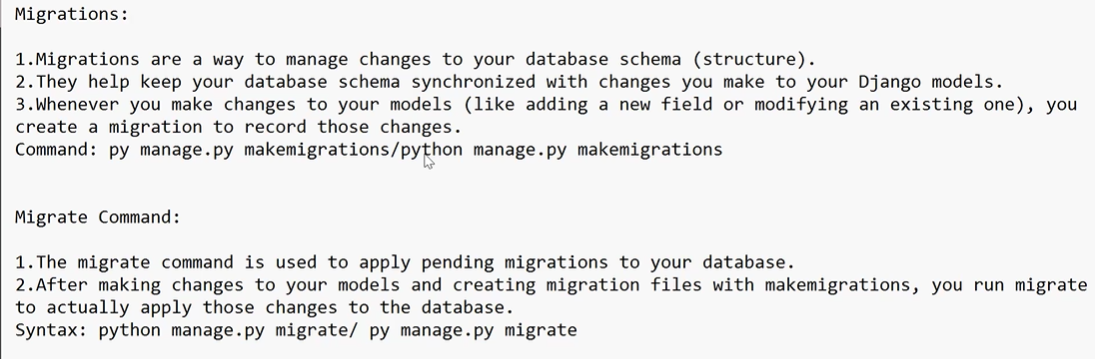 Migrations:
1.Migrations are a way to manage changes to your database schema (structure).
2.They help keep your database schema synchronized with changes you make to your Django models.
3.Whenever you make changes to your models (like adding a new field or modifying an existing one), you
create a migration to record those changes.
Command: py manage.py makemigrations/python manage.py makemigrations
Migrate Command:
1.The migrate command is used to apply pending migrations to your database.
2.After making changes to your models and creating migration files with makemigrations, you run migrate
to actually apply those changes to the database.
Syntax: python manage.py migrate/ py manage.py migrate